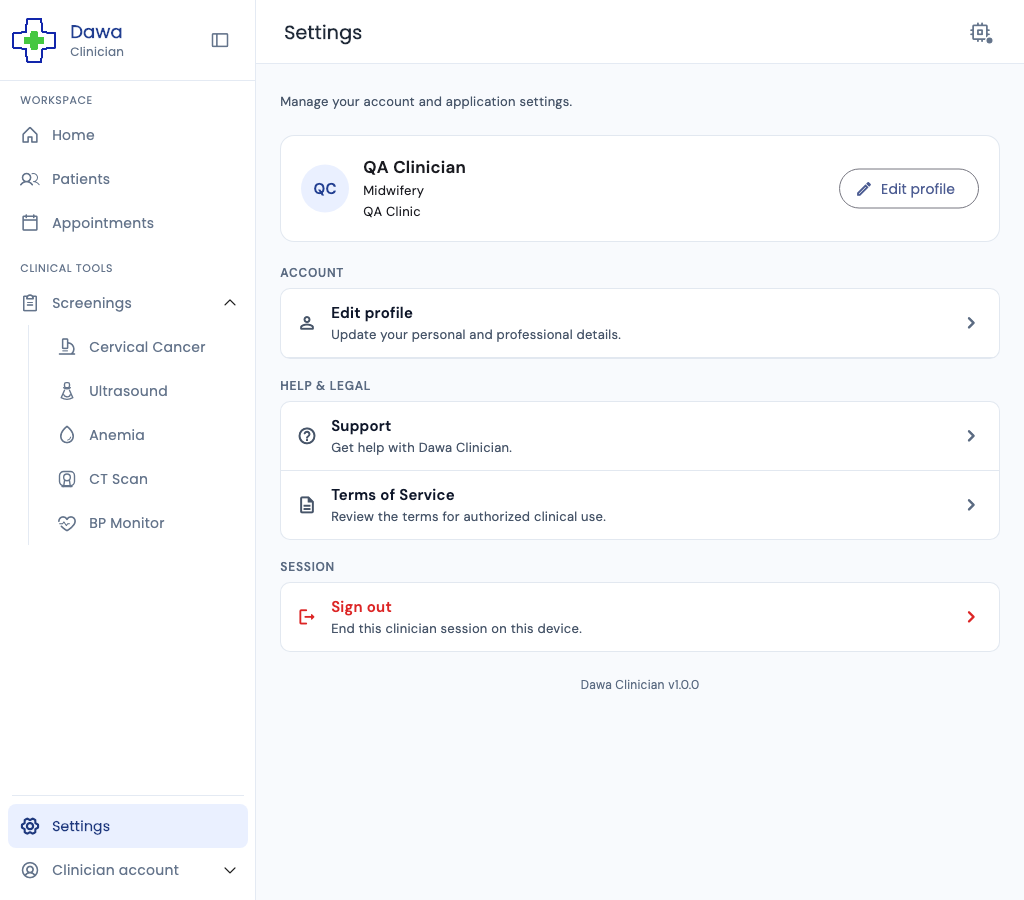 Dawa
Clinician
WORKSPACE
Home
Patients
Appointments
CLINICAL TOOLS
Screenings
Cervical Cancer
Ultrasound
Anemia
CT Scan
BP Monitor
Settings
Clinician account
Settings
Manage your account and application settings.
QC
QA Clinician
Midwifery
QA Clinic
Edit profile
ACCOUNT
Edit profile
Update your personal and professional details.
HELP & LEGAL
Support
Get help with Dawa Clinician.
Terms of Service
Review the terms for authorized clinical use.
SESSION
Sign out
End this clinician session on this device.
Dawa Clinician v1.0.0